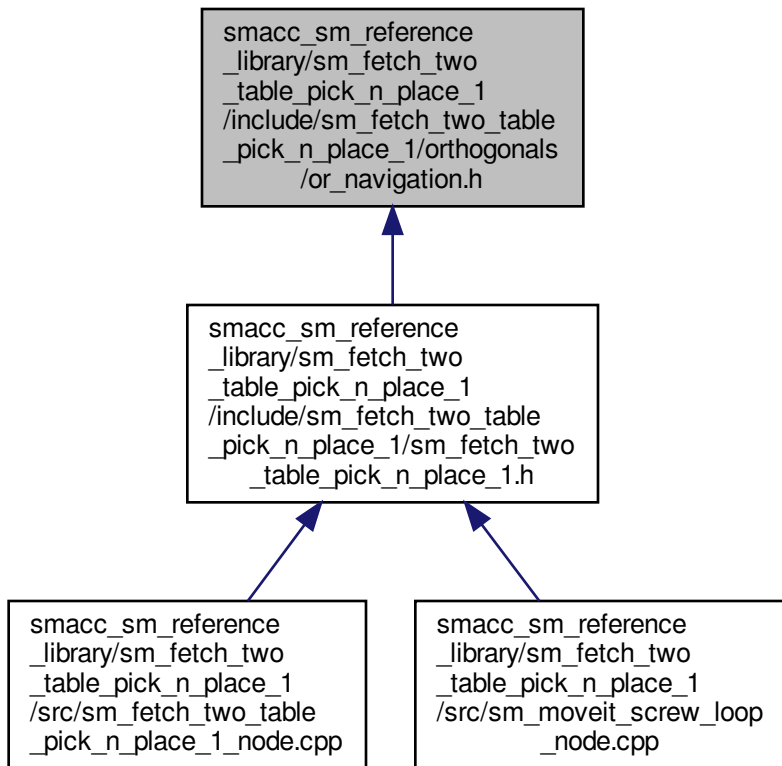 smacc_sm_reference
_library/sm_fetch_two
_table_pick_n_place_1
/include/sm_fetch_two_table
_pick_n_place_1/orthogonals
/or_navigation.h
smacc_sm_reference
_library/sm_fetch_two
_table_pick_n_place_1
/include/sm_fetch_two_table
_pick_n_place_1/sm_fetch_two
_table_pick_n_place_1.h
smacc_sm_reference
_library/sm_fetch_two
_table_pick_n_place_1
/src/sm_fetch_two_table
_pick_n_place_1_node.cpp
smacc_sm_reference
_library/sm_fetch_two
_table_pick_n_place_1
/src/sm_moveit_screw_loop
_node.cpp